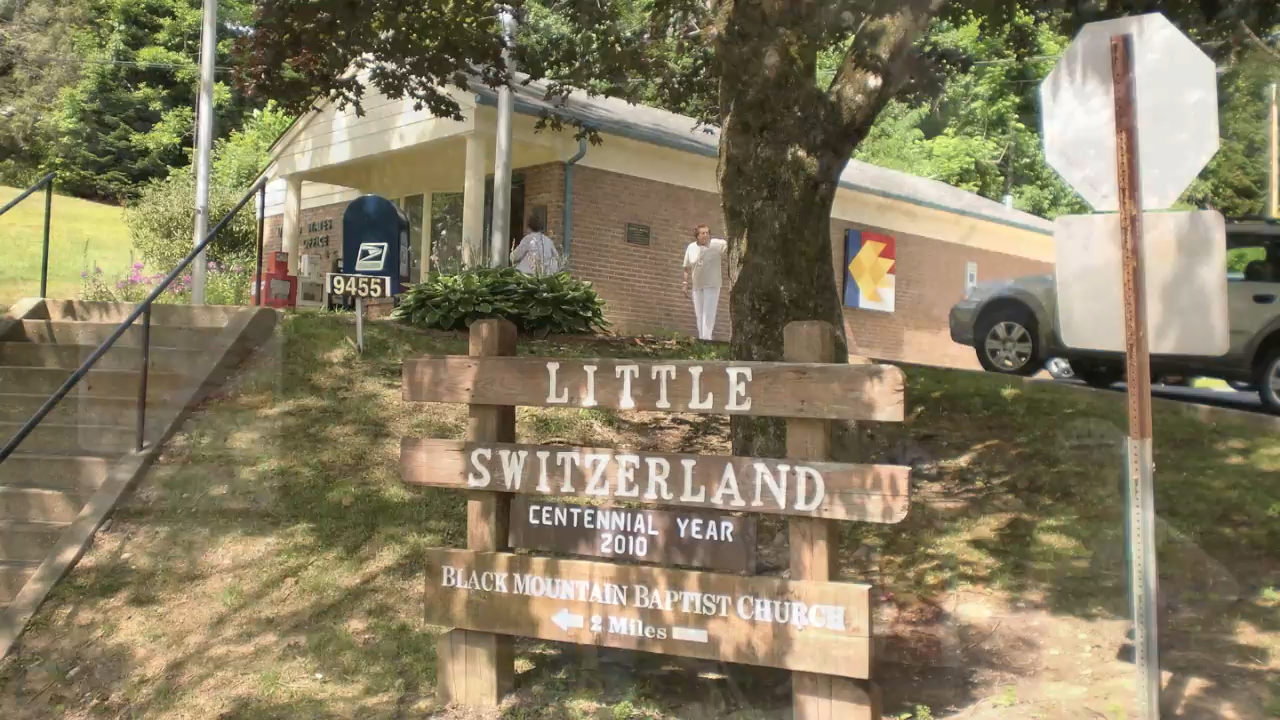 9455
LITTLE
SWITZERLAND
CENTENNIAL YEAR
2010
BLACK MOUNTAIN BAPTIST CHURCH
2 Miles